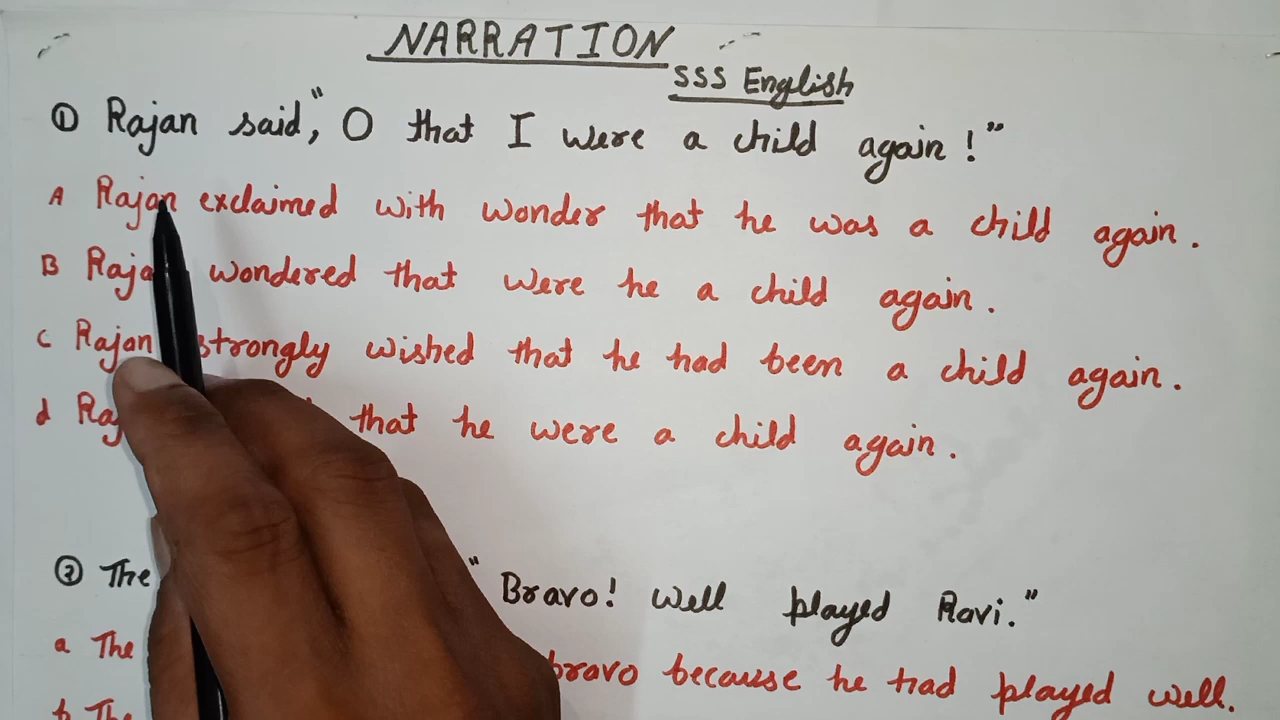 NARRATION
SSS English
① Rajan said, "O that I were a child again!"
A Rajan exclaimed with wonder that he was a child again.
B wondered that were he a child again.
C Rajan strongly wished that he had been a child again.
d that he were a child again.
② The "Bravo! Well played Ravi."
a The bravo because he had played well.
b The